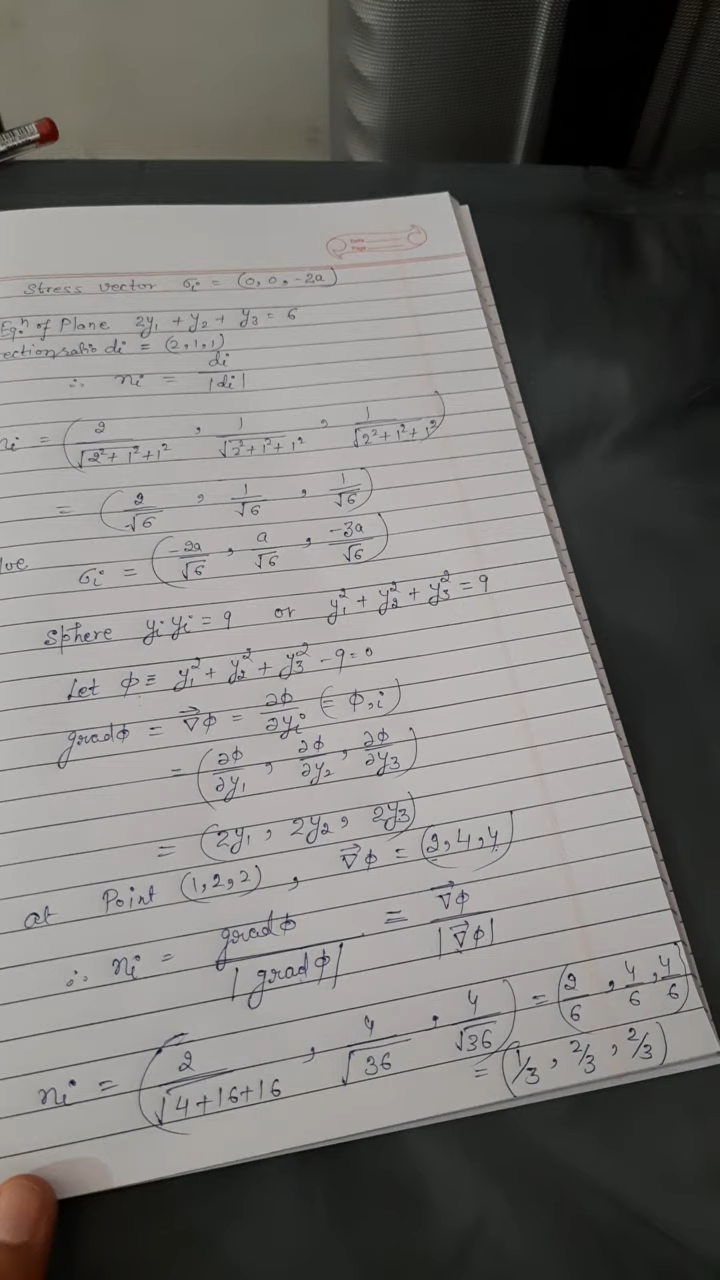 Stress vector σi = (0, 0, -2a)
Eqn of Plane 2y1 + y2 + y3 = 6
di = (2,1,1)
∴ ni = di / |di|
ni = (2/√(2²+1²+1²), 1/√(2²+1²+1²), 1/√(2²+1²+1²))
= (2/√6, 1/√6, 1/√6)
σi = (-2a/√6, a/√6, -3a/√6)
Sphere yi yi = 9 or y1² + y2² + y3² = 9
Let φ ≡ y1² + y2² + y3² - 9 = 0
gradφ = ∇φ = ∂φ/∂yi (≡ φ,i)
= (∂φ/∂y1, ∂φ/∂y2, ∂φ/∂y3)
= (2y1, 2y2, 2y3)
at Point (1,2,2), ∇φ = (2,4,4)
∴ ni = gradφ / |gradφ| = ∇φ / |∇φ|
ni = (2/√(4+16+16), 4/√36, 4/√36) = (2/6, 4/6, 4/6)
= (1/3, 2/3, 2/3)